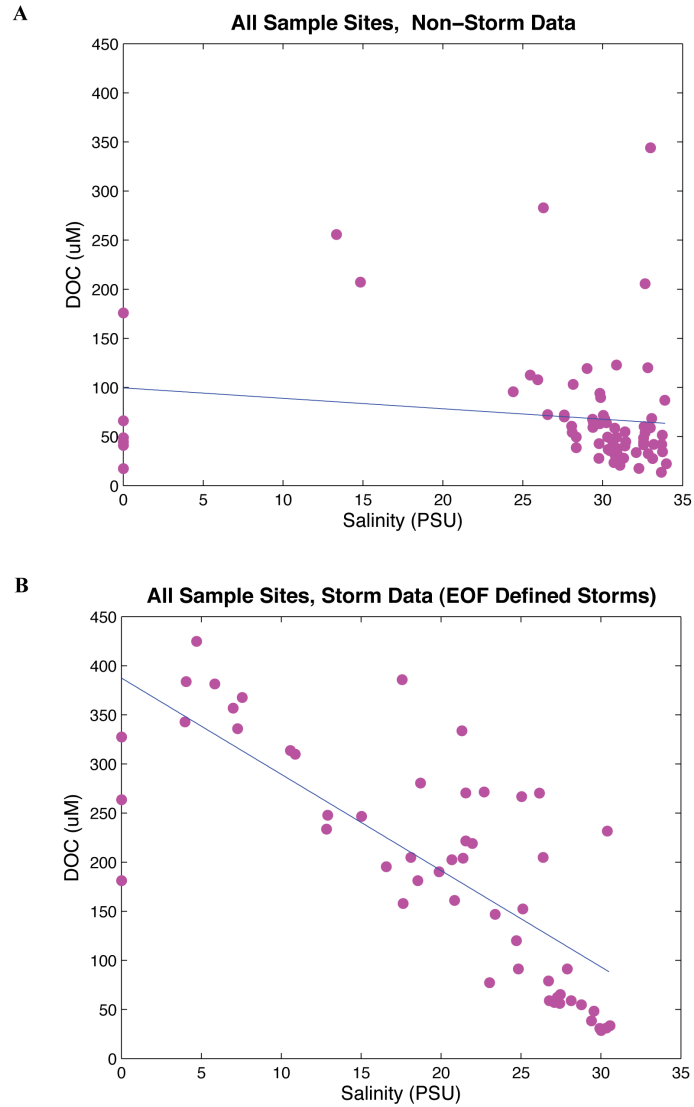 A
All Sample Sites, Non–Storm Data
450
400
350
300
250
200
150
100
50
0
DOC (uM)
0 5 10 15 20 25 30 35
Salinity (PSU)
B
All Sample Sites, Storm Data (EOF Defined Storms)
450
400
350
300
250
200
150
100
50
0
DOC (uM)
0 5 10 15 20 25 30 35
Salinity (PSU)